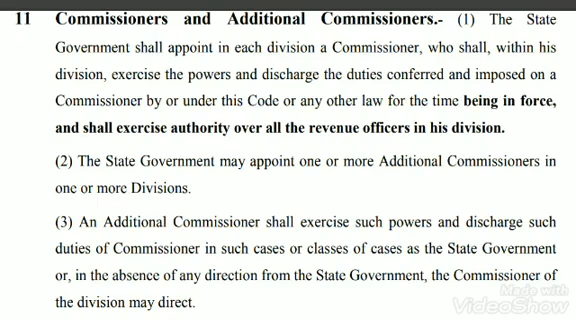 11 Commissioners and Additional Commissioners.- (1) The State
Government shall appoint in each division a Commissioner, who shall, within his
division, exercise the powers and discharge the duties conferred and imposed on a
Commissioner by or under this Code or any other law for the time being in force,
and shall exercise authority over all the revenue officers in his division.
(2) The State Government may appoint one or more Additional Commissioners in
one or more Divisions.
(3) An Additional Commissioner shall exercise such powers and discharge such
duties of Commissioner in such cases or classes of cases as the State Government
or, in the absence of any direction from the State Government, the Commissioner of
the division may direct.
Made with
VideoShow